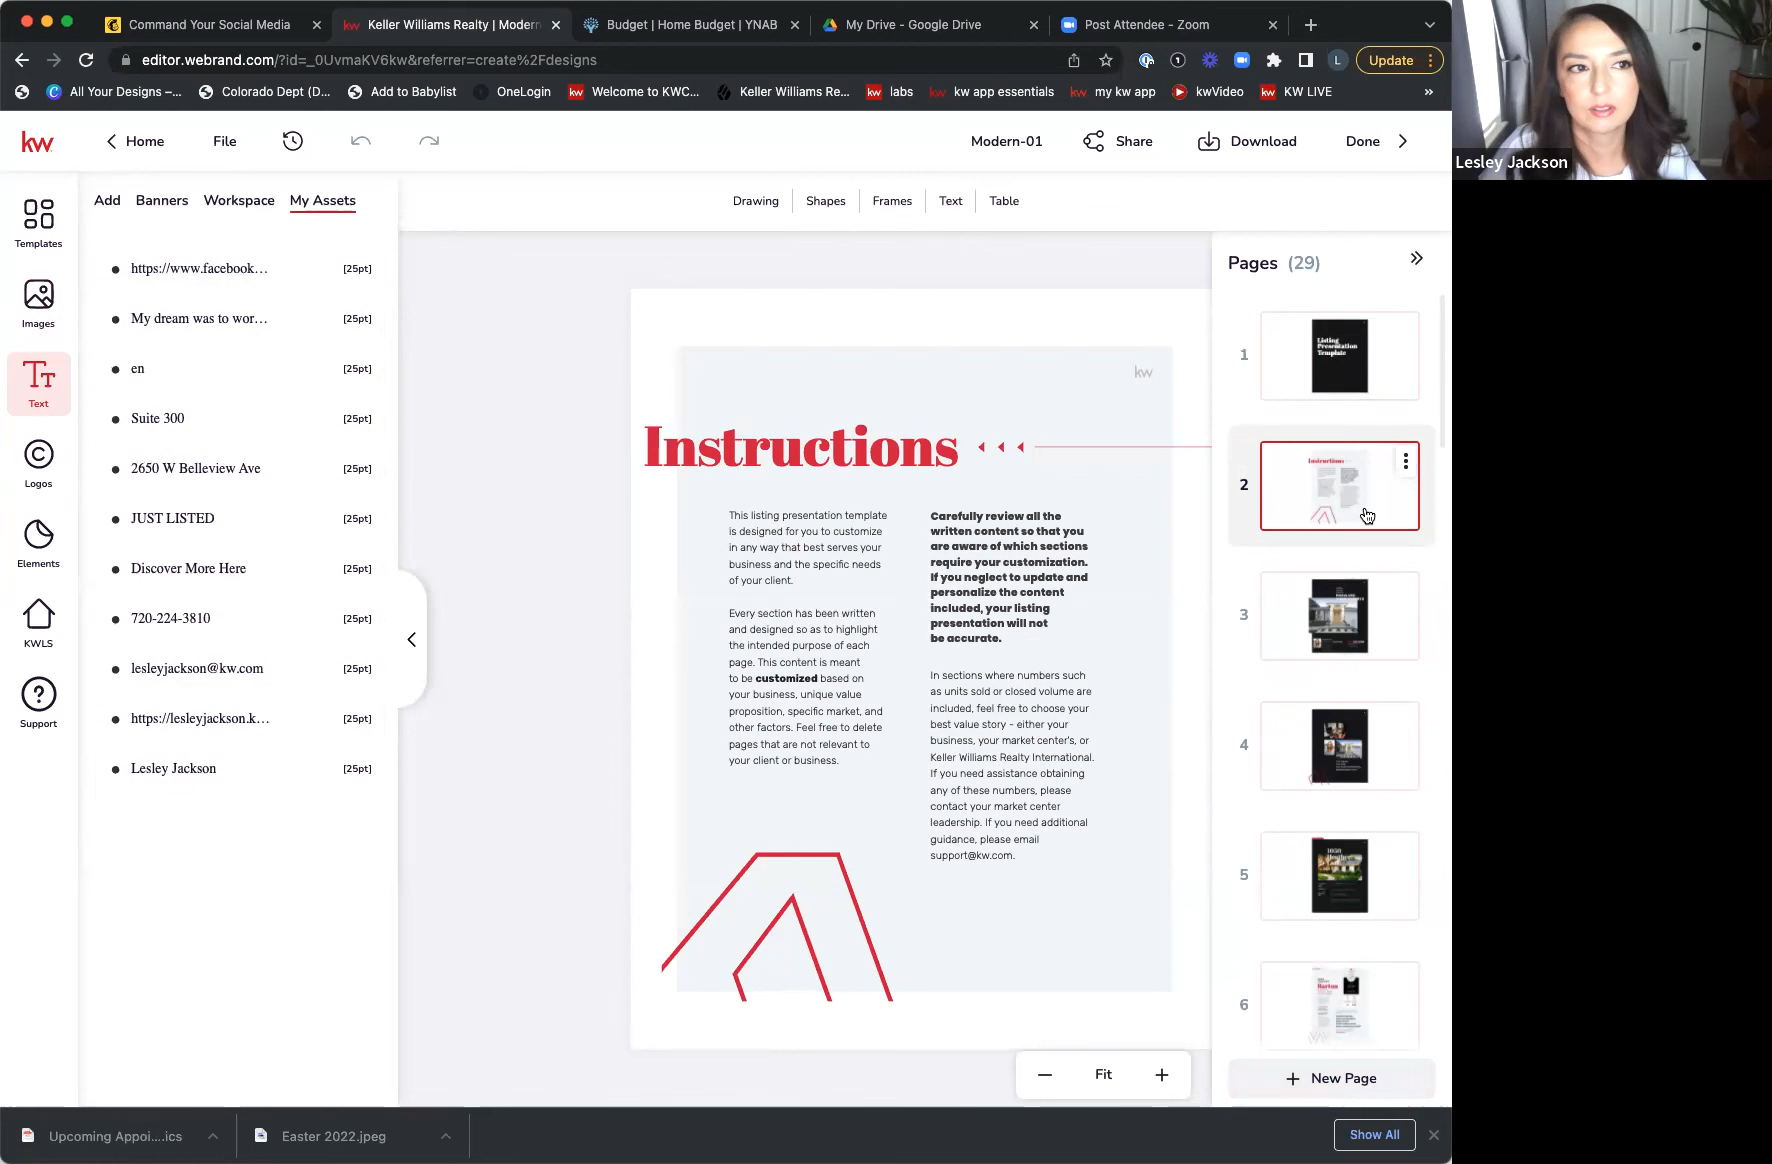 Command Your Social Media
Keller Williams Realty | Modern
Budget | Home Budget | YNAB
My Drive - Google Drive
Post Attendee - Zoom
editor.webrand.com/?id=_0UvmaKV6kw&referrer=create%2Fdesigns
L
Update
All Your Designs –...
Colorado Dept (D...
Add to Babylist
OneLogin
kw Welcome to KWC...
Keller Williams Re...
kw labs
kw kw app essentials
kw my kw app
kwVideo
kw KW LIVE
»
Lesley Jackson
kw
Home
File
Modern-01
Share
Download
Done
Add
Banners
Workspace
My Assets
Drawing
Shapes
Frames
Text
Table
Templates
Images
Text
Logos
Elements
KWLS
Support
https://www.facebook... [25pt]
My dream was to wor... [25pt]
en [25pt]
Suite 300 [25pt]
2650 W Belleview Ave [25pt]
JUST LISTED [25pt]
Discover More Here [25pt]
720-224-3810 [25pt]
lesleyjackson@kw.com [25pt]
https://lesleyjackson.k... [25pt]
Lesley Jackson [25pt]
kw
Instructions
This listing presentation template
is designed for you to customize
in any way that best serves your
business and the specific needs
of your client.
Every section has been written
and designed so as to highlight
the intended purpose of each
page. This content is meant
to be customized based on
your business, unique value
proposition, specific market, and
other factors. Feel free to delete
pages that are not relevant to
your client or business.
Carefully review all the
written content so that you
are aware of which sections
require your customization.
If you neglect to update and
personalize the content
included, your listing
presentation will not
be accurate.
In sections where numbers such
as units sold or closed volume are
included, feel free to choose your
best value story - either your
business, your market center's, or
Keller Williams Realty International.
If you need assistance obtaining
any of these numbers, please
contact your market center
leadership. If you need additional
guidance, please email
support@kw.com.
Fit
Pages (29)
1
Listing
Presentation
Template
2
Instructions
3
4
5
6
New Page
Upcoming Appoi....ics
Easter 2022.jpeg
Show All